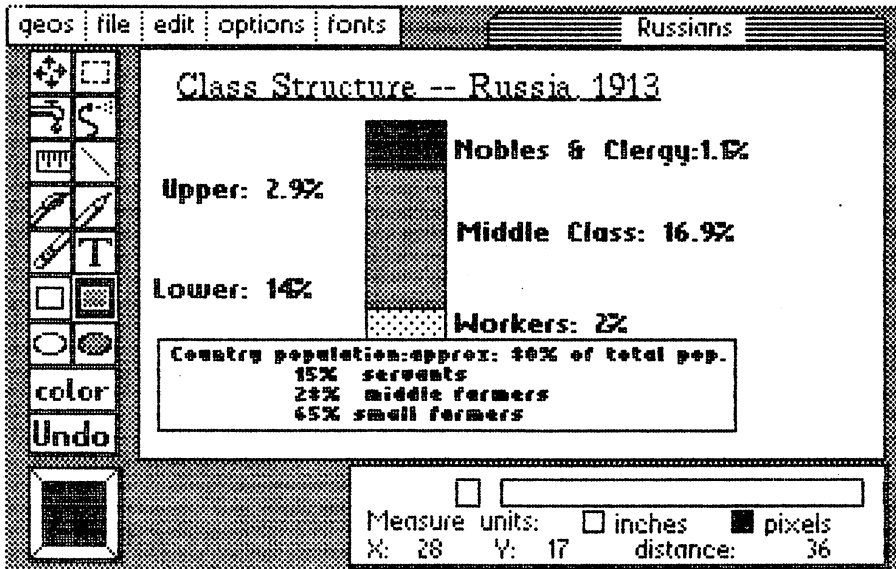 geos file edit options fonts Russians
Class Structure -- Russia, 1913
Nobles & Clergy:1.1%
Upper: 2.9%
Middle Class: 16.9%
Lower: 14%
Workers: 2%
Country population:approx: 80% of total pop.
15% servants
middle farmers
65% small farmers
T
color
Undo
Measure units: inches pixels
X: 28 Y: 17 distance: 36